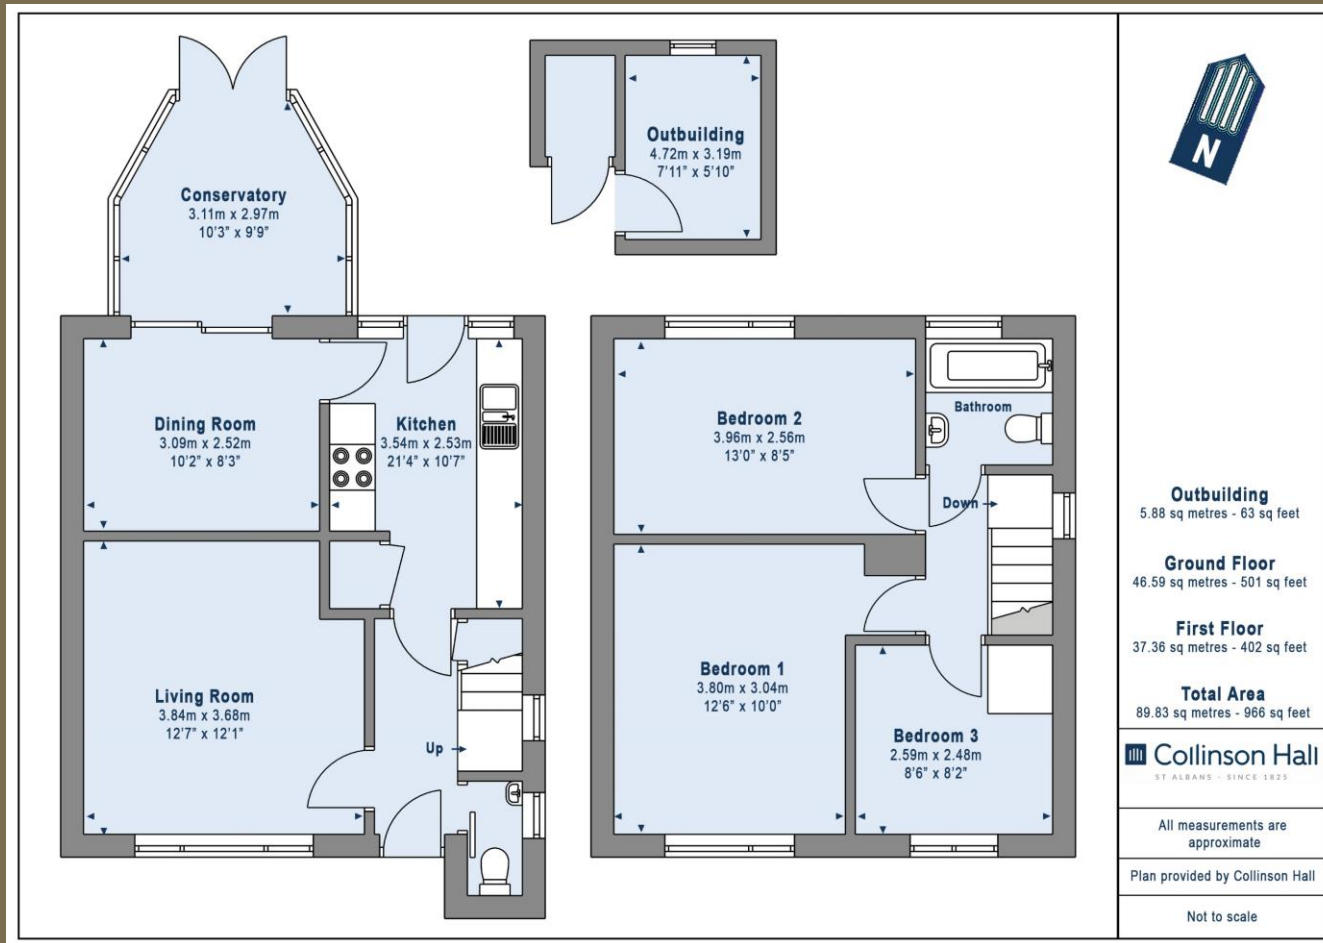 Conservatory
3.11m x 2.97m
10'3" x 9'9"
Outbuilding
4.72m x 3.19m
7'11" x 5'10"
N
Dining Room
3.09m x 2.52m
10'2" x 8'3"
Kitchen
3.54m x 2.53m
21'4" x 10'7"
Living Room
3.84m x 3.68m
12'7" x 12'1"
Up
Bedroom 2
3.96m x 2.56m
13'0" x 8'5"
Bathroom
Down
Bedroom 1
3.80m x 3.04m
12'6" x 10'0"
Bedroom 3
2.59m x 2.48m
8'6" x 8'2"
Outbuilding
5.88 sq metres - 63 sq feet
Ground Floor
46.59 sq metres - 501 sq feet
First Floor
37.36 sq metres - 402 sq feet
Total Area
89.83 sq metres - 966 sq feet
Collinson Hall
ST ALBANS - SINCE 1825
All measurements are
approximate
Plan provided by Collinson Hall
Not to scale